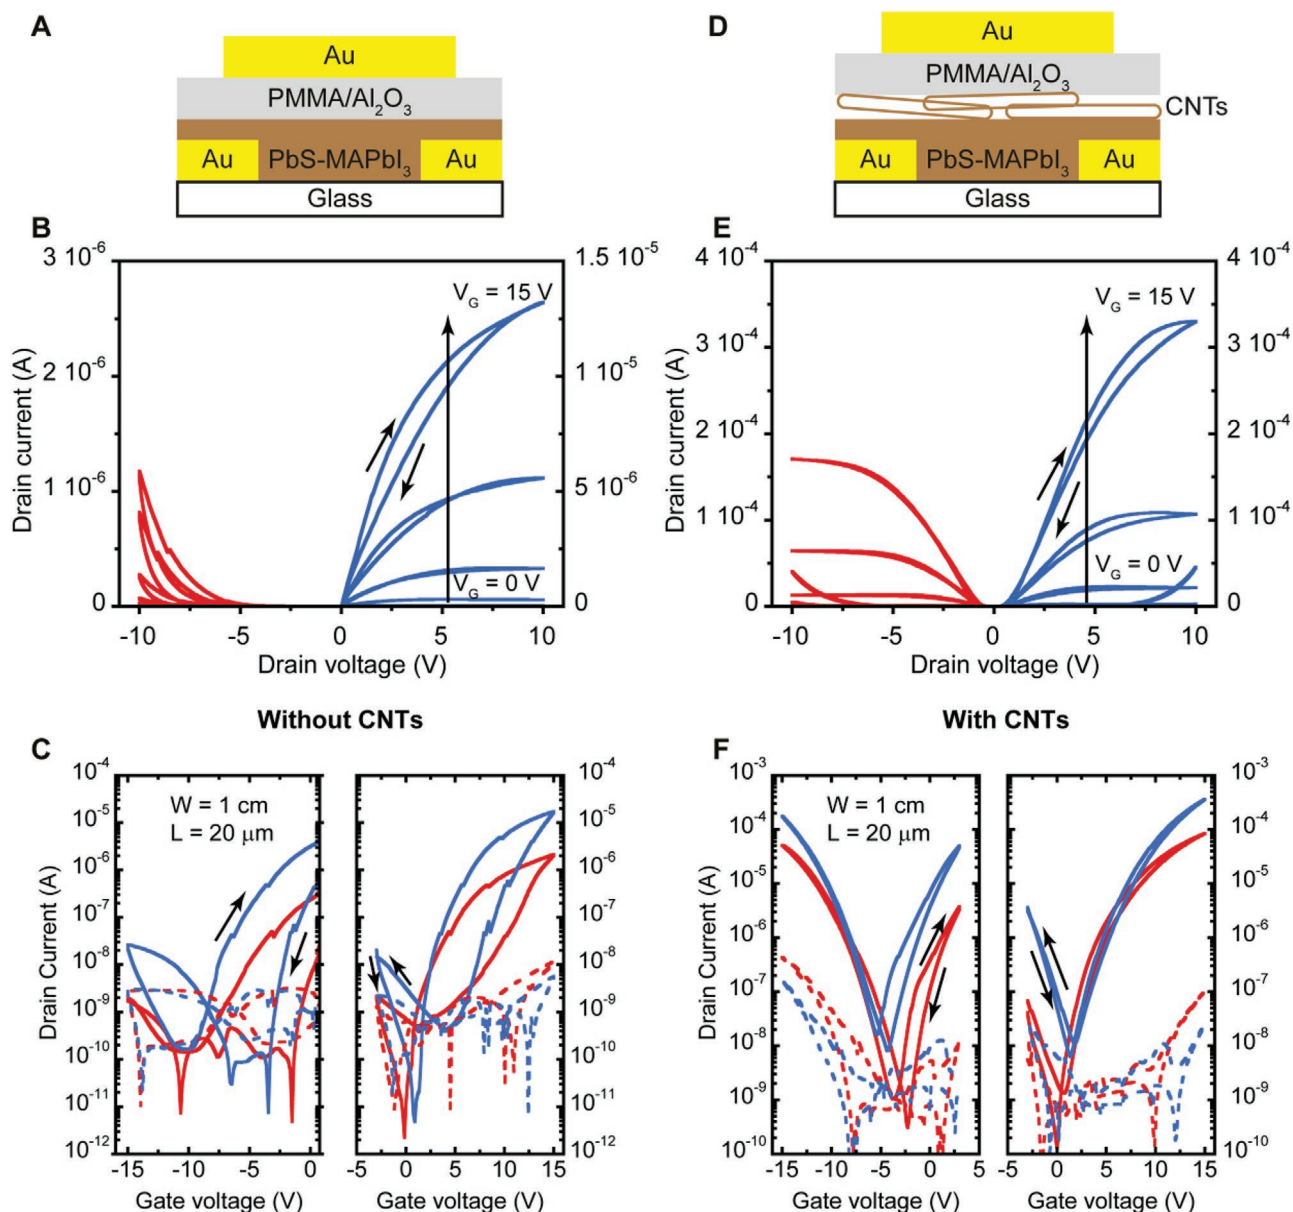 A
Au
PMMA/Al₂O₃
Au PbS-MAPbI₃ Au
Glass
D
Au
PMMA/Al₂O₃
CNTs
Au PbS-MAPbI₃ Au
Glass
B
3 10⁻⁶
2 10⁻⁶
1 10⁻⁶
0
Drain current (A)
1.5 10⁻⁵
1 10⁻⁵
5 10⁻⁶
0
V_G = 15 V
V_G = 0 V
-10 -5 0 5 10
Drain voltage (V)
E
4 10⁻⁴
3 10⁻⁴
2 10⁻⁴
1 10⁻⁴
0
Drain current (A)
4 10⁻⁴
3 10⁻⁴
2 10⁻⁴
1 10⁻⁴
0
V_G = 15 V
V_G = 0 V
-10 -5 0 5 10
Drain voltage (V)
Without CNTs
With CNTs
C
10⁻⁴
10⁻⁵
10⁻⁶
10⁻⁷
10⁻⁸
10⁻⁹
10⁻¹⁰
10⁻¹¹
10⁻¹²
Drain Current (A)
W = 1 cm
L = 20 μm
-15 -10 -5 0
Gate voltage (V)
10⁻⁴
10⁻⁵
10⁻⁶
10⁻⁷
10⁻⁸
10⁻⁹
10⁻¹⁰
10⁻¹¹
10⁻¹²
-5 0 5 10 15
Gate voltage (V)
F
10⁻³
10⁻⁴
10⁻⁵
10⁻⁶
10⁻⁷
10⁻⁸
10⁻⁹
10⁻¹⁰
Drain Current (A)
W = 1 cm
L = 20 μm
-15 -10 -5 0 5
Gate voltage (V)
10⁻³
10⁻⁴
10⁻⁵
10⁻⁶
10⁻⁷
10⁻⁸
10⁻⁹
10⁻¹⁰
-5 0 5 10 15
Gate voltage (V)